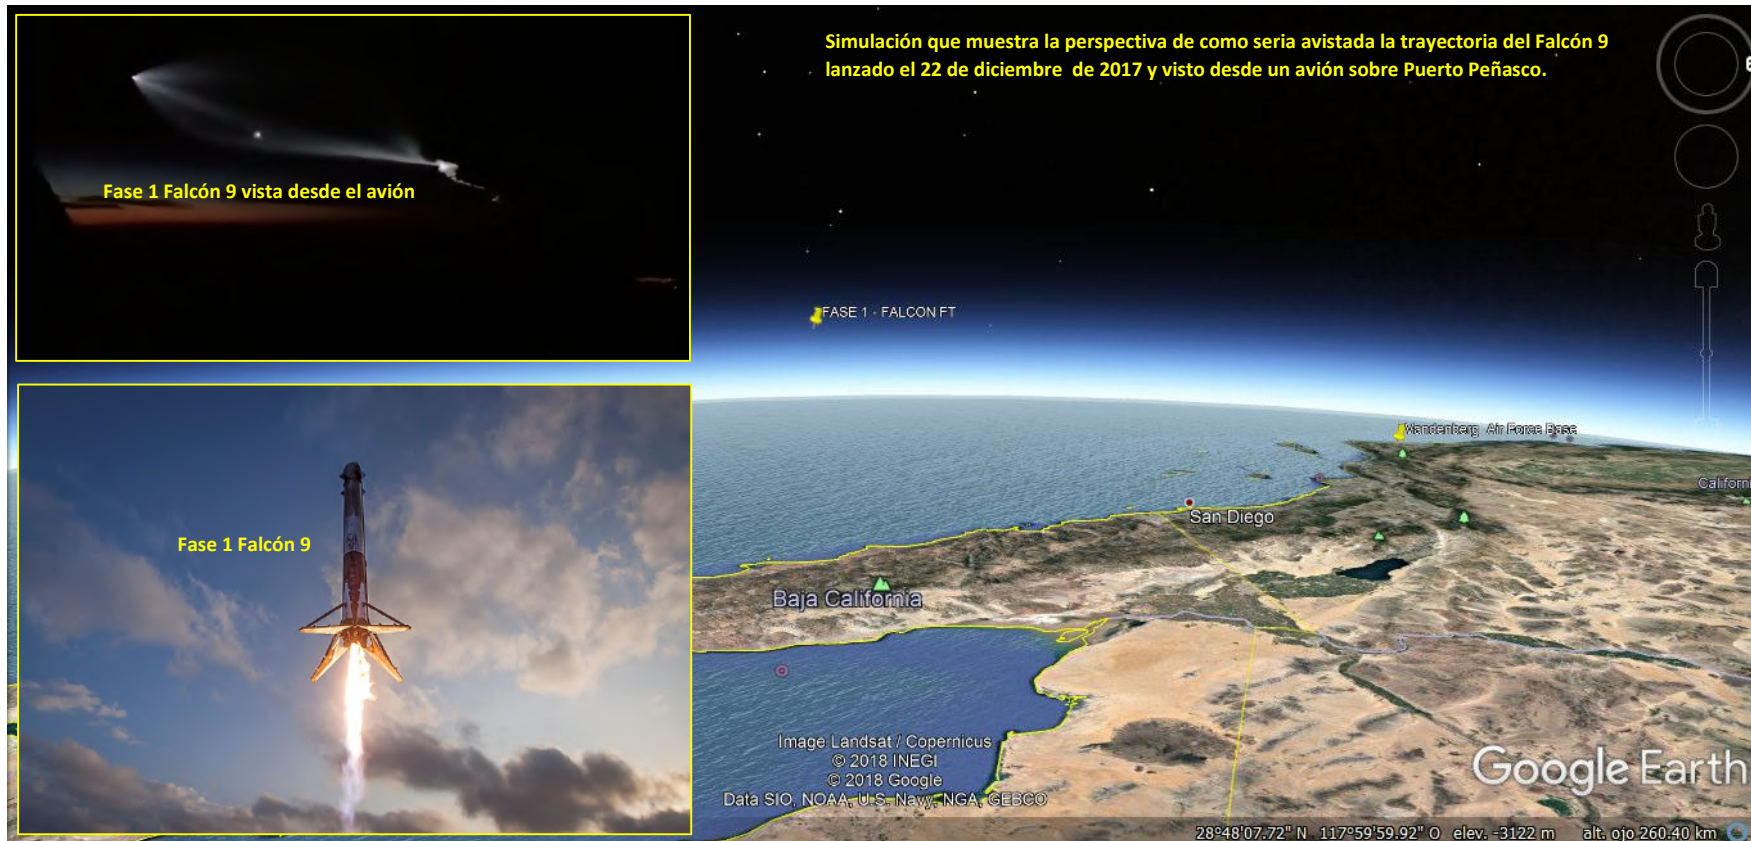 Simulación que muestra la perspectiva de como seria avistada la trayectoria del Falcón 9
lanzado el 22 de diciembre  de 2017 y visto desde un avión sobre Puerto Peñasco.
Fase 1 Falcón 9 vista desde el avión
FASE 1 - FALCON FT
Vandenberg Air Force Base
Californi
San Diego
Fase 1 Falcón 9
Baja California
Image Landsat / Copernicus
© 2018 INEGI
© 2018 Google
Data SIO, NOAA, U.S. Navy, NGA, GEBCO
Google Earth
28°48'07.72" N 117°59'59.92" O elev. -3122 m alt. ojo 260.40 km